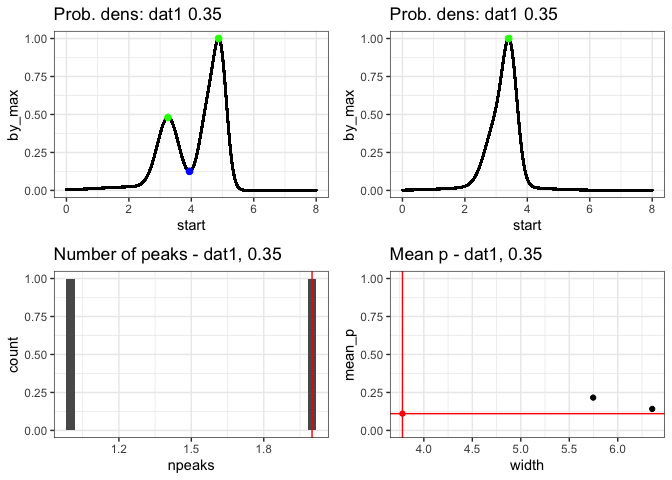 Prob. dens: dat1 0.35
1.00
0.75
0.50
0.25
0.00
by_max
0 2 4 6 8
start
Prob. dens: dat1 0.35
1.00
0.75
0.50
0.25
0.00
by_max
0 2 4 6 8
start
Number of peaks - dat1, 0.35
1.00
0.75
0.50
0.25
0.00
count
1.2 1.5 1.8
npeaks
Mean p - dat1, 0.35
1.00
0.75
0.50
0.25
0.00
mean_p
4.0 4.5 5.0 5.5 6.0
width